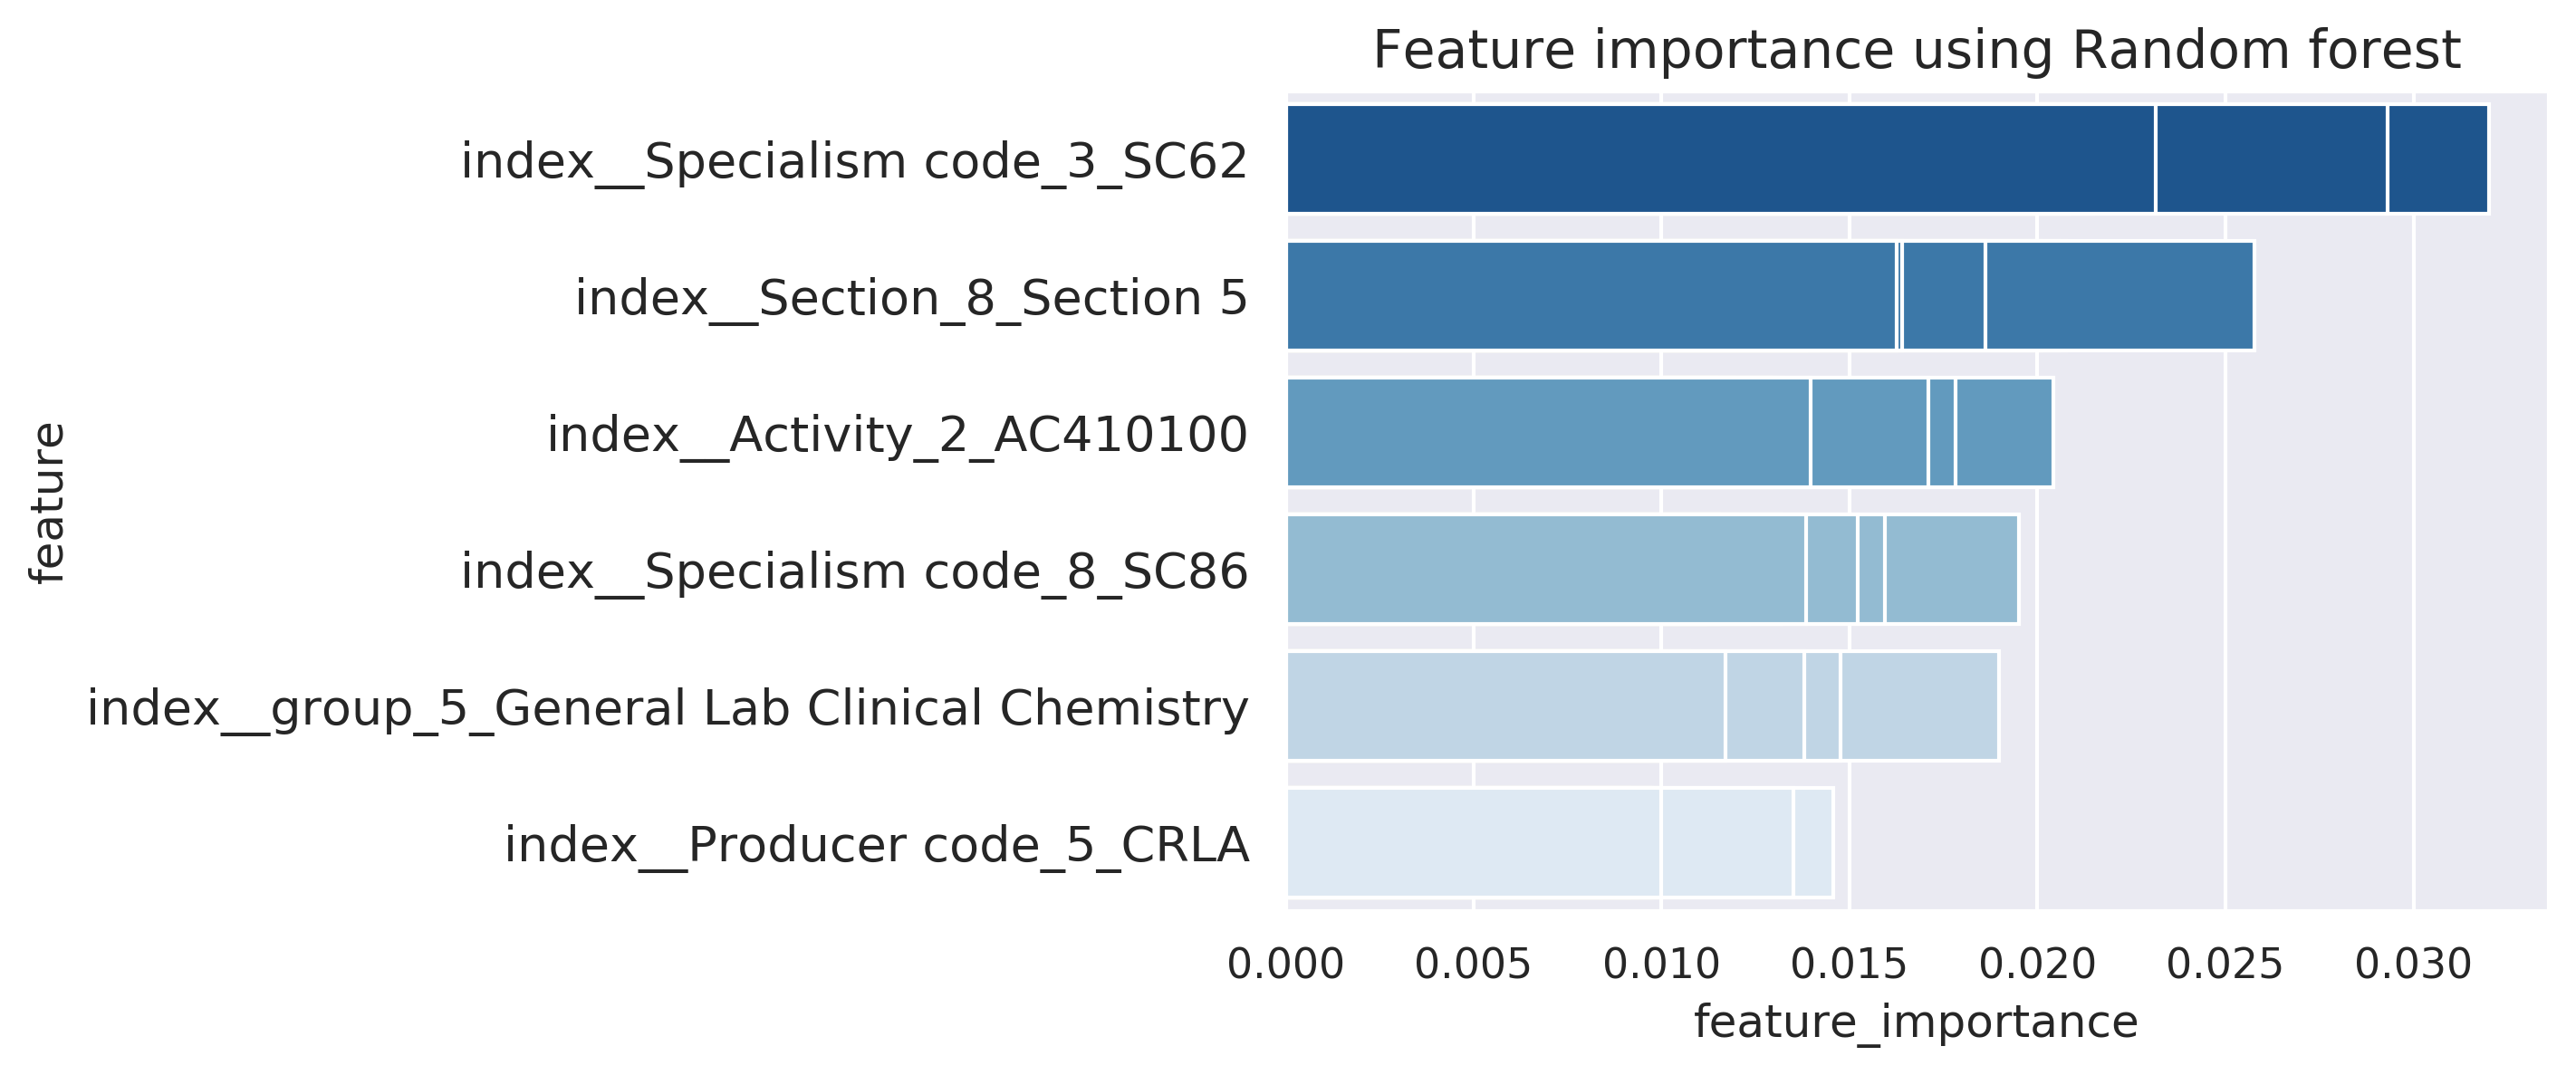 Feature importance using Random forest
index__Specialism code_3_SC62
index__Section_8_Section 5
index__Activity_2_AC410100
index__Specialism code_8_SC86
index__group_5_General Lab Clinical Chemistry
index__Producer code_5_CRLA
feature
0.000 0.005 0.010 0.015 0.020 0.025 0.030
feature_importance